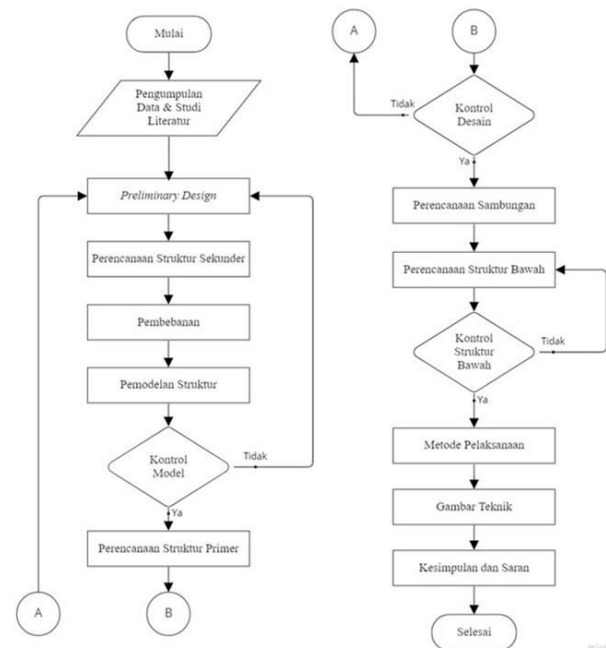 Mulai
Pengumpulan
Data & Studi
Literatur
Preliminary Design
Perencanaan Struktur Sekunder
Pembebanan
Pemodelan Struktur
Kontrol
Model
Tidak
Ya
Perencanaan Struktur Primer
A
B
A
B
Kontrol
Desain
Tidak
Ya
Perencanaan Sambungan
Perencanaan Struktur Bawah
Kontrol
Struktur
Bawah
Tidak
Ya
Metode Pelaksanaan
Gambar Teknik
Kesimpulan dan Saran
Selesai